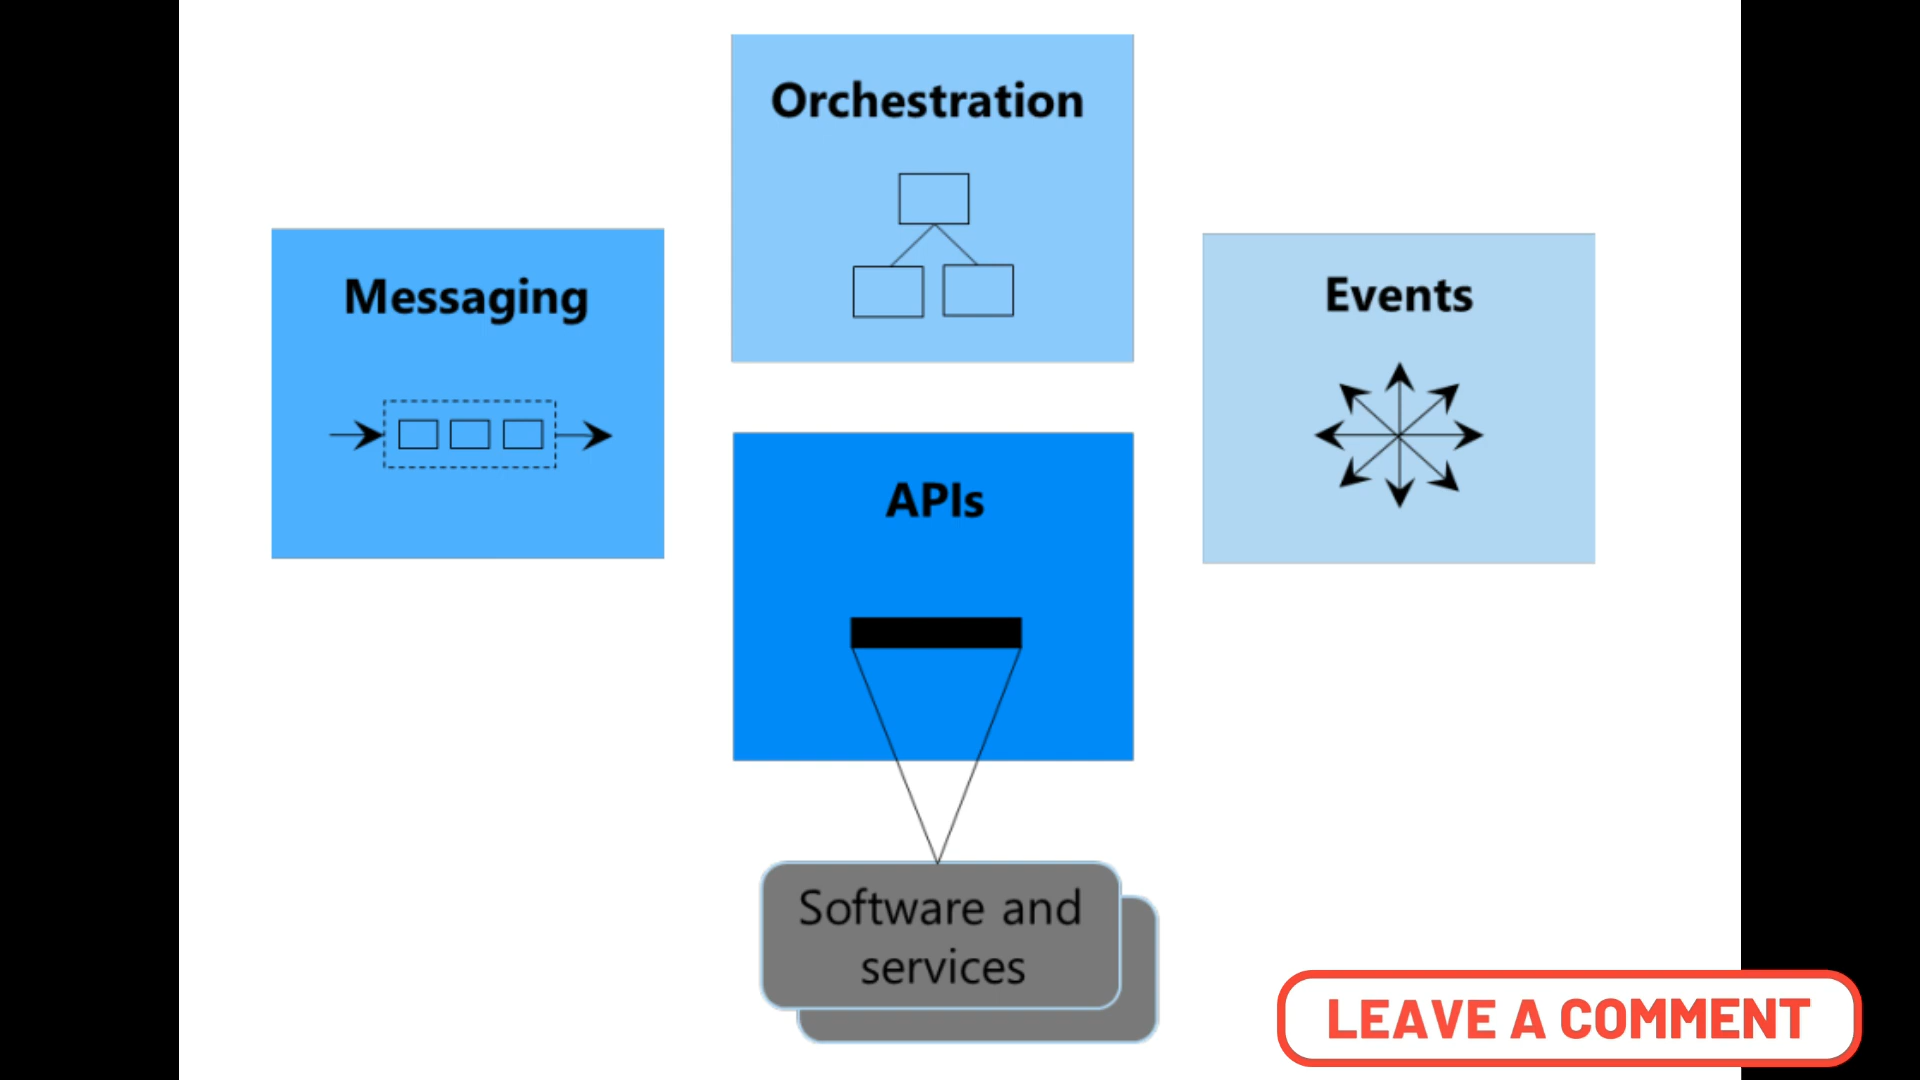 Orchestration
Messaging
Events
APIs
Software and
services
LEAVE A COMMENT